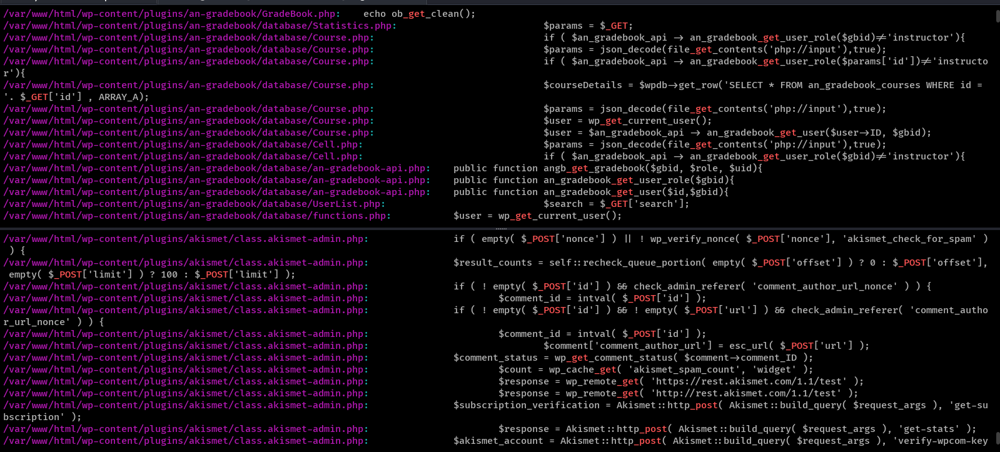 /var/www/html/wp-content/plugins/an-gradebook/GradeBook.php:    echo ob_get_clean();
/var/www/html/wp-content/plugins/an-gradebook/database/Statistics.php:                          $params = $_GET;
/var/www/html/wp-content/plugins/an-gradebook/database/Course.php:                              if ( $an_gradebook_api -> an_gradebook_get_user_role($gbid)!='instructor'){
/var/www/html/wp-content/plugins/an-gradebook/database/Course.php:                              $params = json_decode(file_get_contents('php://input'),true);
/var/www/html/wp-content/plugins/an-gradebook/database/Course.php:                              if ( $an_gradebook_api -> an_gradebook_get_user_role($params['id'])!='instructo
r'){
/var/www/html/wp-content/plugins/an-gradebook/database/Course.php:                              $courseDetails = $wpdb->get_row('SELECT * FROM an_gradebook_courses WHERE id =
'. $_GET['id'] , ARRAY_A);
/var/www/html/wp-content/plugins/an-gradebook/database/Course.php:                              $params = json_decode(file_get_contents('php://input'),true);
/var/www/html/wp-content/plugins/an-gradebook/database/Course.php:                              $user = wp_get_current_user();
/var/www/html/wp-content/plugins/an-gradebook/database/Course.php:                              $user = $an_gradebook_api -> an_gradebook_get_user($user->ID, $gbid);
/var/www/html/wp-content/plugins/an-gradebook/database/Cell.php:                                $params = json_decode(file_get_contents('php://input'),true);
/var/www/html/wp-content/plugins/an-gradebook/database/Cell.php:                                if ( $an_gradebook_api -> an_gradebook_get_user_role($gbid)!='instructor'){
/var/www/html/wp-content/plugins/an-gradebook/database/an-gradebook-api.php:    public function angb_get_gradebook($gbid, $role, $uid){
/var/www/html/wp-content/plugins/an-gradebook/database/an-gradebook-api.php:    public function an_gradebook_get_user_role($gbid){
/var/www/html/wp-content/plugins/an-gradebook/database/an-gradebook-api.php:    public function an_gradebook_get_user($id,$gbid){
/var/www/html/wp-content/plugins/an-gradebook/database/UserList.php:                            $search = $_GET['search'];
/var/www/html/wp-content/plugins/an-gradebook/database/functions.php:           $user = wp_get_current_user();
/var/www/html/wp-content/plugins/akismet/class.akismet-admin.php:               if ( empty( $_POST['nonce'] ) || ! wp_verify_nonce( $_POST['nonce'], 'akismet_check_for_spam' )
 ) {
/var/www/html/wp-content/plugins/akismet/class.akismet-admin.php:               $result_counts = self::recheck_queue_portion( empty( $_POST['offset'] ) ? 0 : $_POST['offset'],
 empty( $_POST['limit'] ) ? 100 : $_POST['limit'] );
/var/www/html/wp-content/plugins/akismet/class.akismet-admin.php:               if ( ! empty( $_POST['id'] ) && check_admin_referer( 'comment_author_url_nonce' ) ) {
/var/www/html/wp-content/plugins/akismet/class.akismet-admin.php:                       $comment_id = intval( $_POST['id'] );
/var/www/html/wp-content/plugins/akismet/class.akismet-admin.php:               if ( ! empty( $_POST['id'] ) && ! empty( $_POST['url'] ) && check_admin_referer( 'comment_autho
r_url_nonce' ) ) {
/var/www/html/wp-content/plugins/akismet/class.akismet-admin.php:                       $comment_id = intval( $_POST['id'] );
/var/www/html/wp-content/plugins/akismet/class.akismet-admin.php:                               $comment['comment_author_url'] = esc_url( $_POST['url'] );
/var/www/html/wp-content/plugins/akismet/class.akismet-admin.php:               $comment_status = wp_get_comment_status( $comment->comment_ID );
/var/www/html/wp-content/plugins/akismet/class.akismet-admin.php:                       $count = wp_cache_get( 'akismet_spam_count', 'widget' );
/var/www/html/wp-content/plugins/akismet/class.akismet-admin.php:                       $response = wp_remote_get( 'https://rest.akismet.com/1.1/test' );
/var/www/html/wp-content/plugins/akismet/class.akismet-admin.php:                       $response = wp_remote_get( 'http://rest.akismet.com/1.1/test' );
/var/www/html/wp-content/plugins/akismet/class.akismet-admin.php:               $subscription_verification = Akismet::http_post( Akismet::build_query( $request_args ), 'get-su
bscription' );
/var/www/html/wp-content/plugins/akismet/class.akismet-admin.php:                       $response = Akismet::http_post( Akismet::build_query( $request_args ), 'get-stats' );
/var/www/html/wp-content/plugins/akismet/class.akismet-admin.php:               $akismet_account = Akismet::http_post( Akismet::build_query( $request_args ), 'verify-wpcom-key